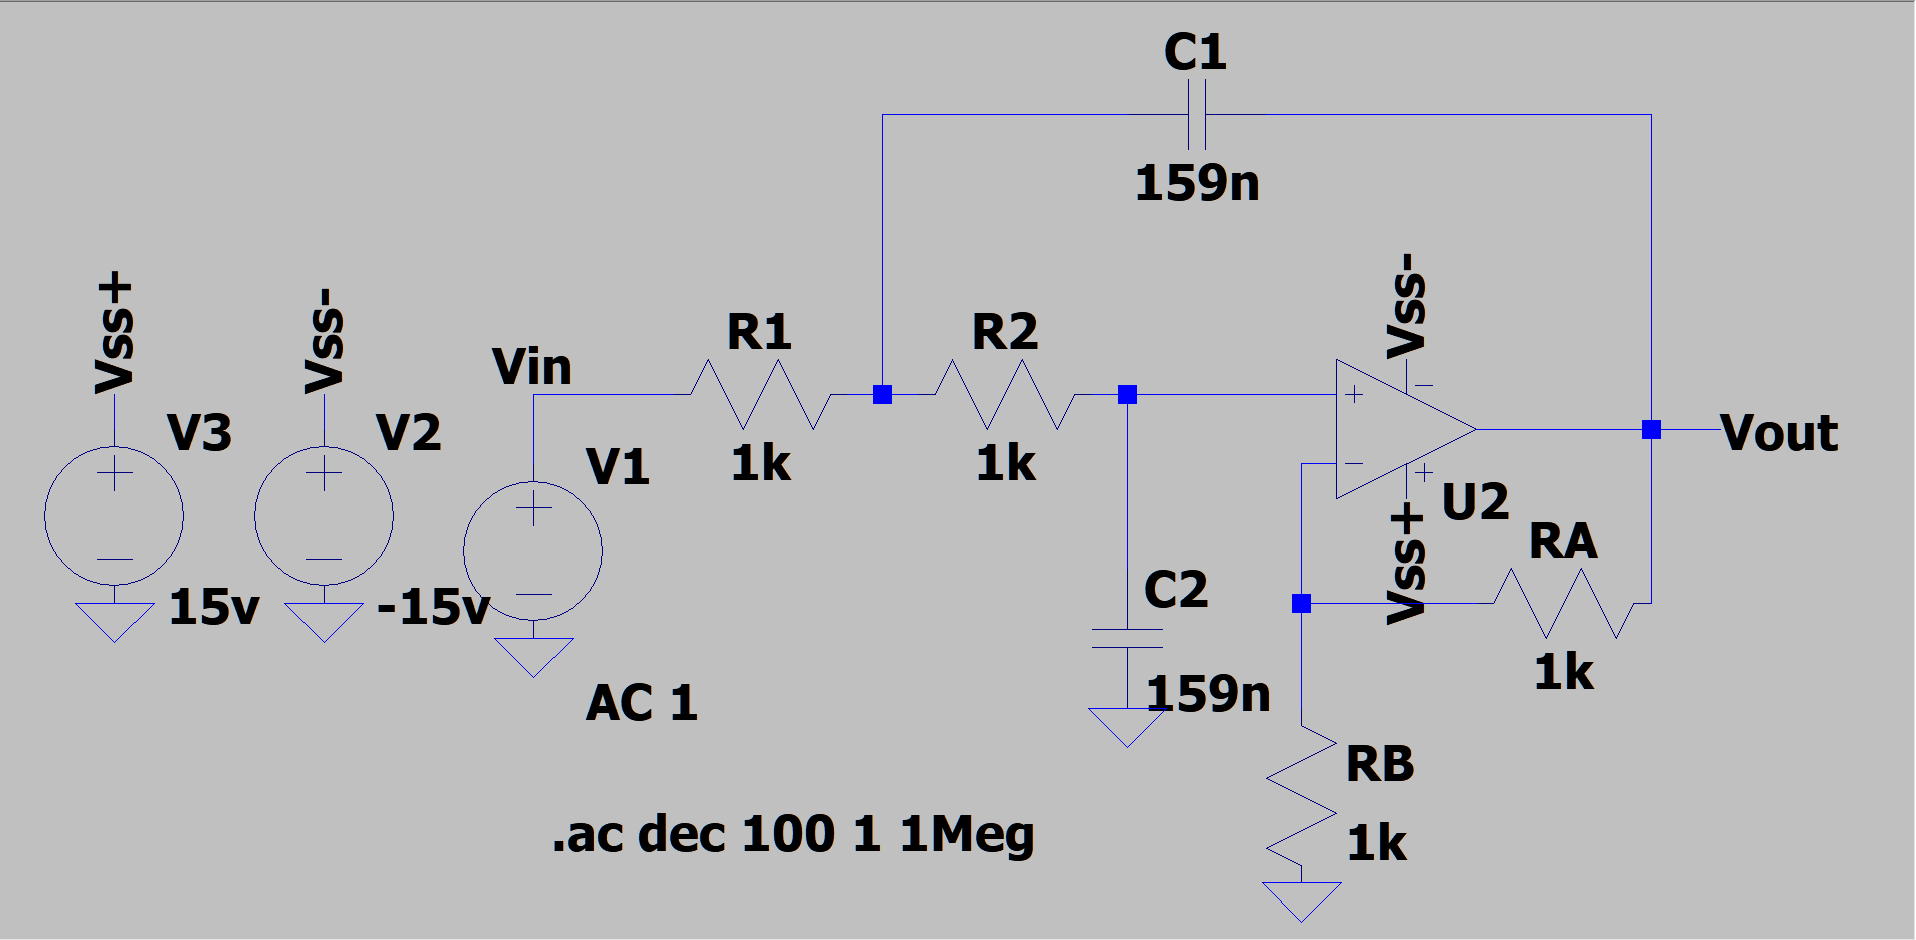 C1
159n
Vss+
Vss-
Vss-
R1
R2
Vin
V3
V2
V1
1k
1k
Vout
U2
Vss+
RA
C2
15v
-15v
1k
159n
AC 1
RB
.ac dec 100 1 1Meg
1k